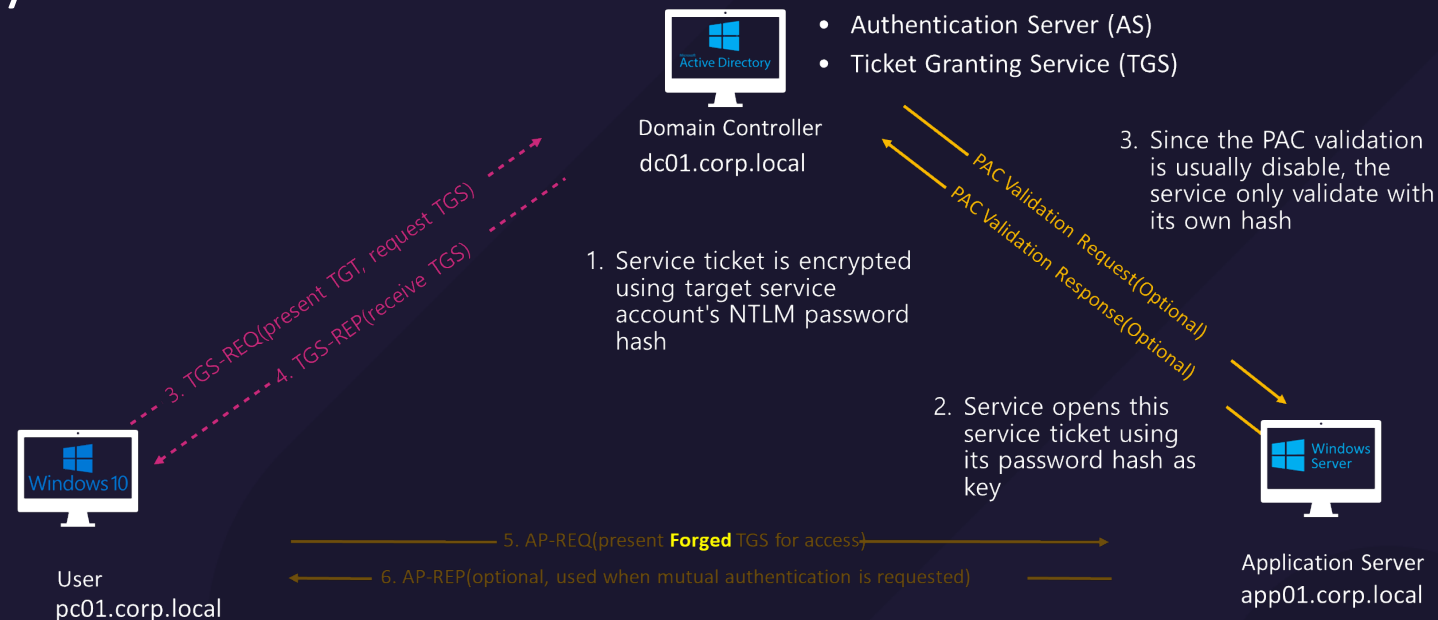 Microsoft
Active Directory
• Authentication Server (AS)
• Ticket Granting Service (TGS)
Domain Controller
dc01.corp.local
3. Since the PAC validation
is usually disable, the
service only validate with
its own hash
PAC Validation Request(Optional)
PAC Validation Response(Optional)
3. TGS-REQ(present TGT, request TGS)
4. TGS-REP(receive TGS)
1. Service ticket is encrypted
using target service
account's NTLM password
hash
2. Service opens this
service ticket using
its password hash as
key
Windows 10
Windows
Server
5. AP-REQ(present Forged TGS for access)
6. AP-REP(optional, used when mutual authentication is requested)
User
pc01.corp.local
Application Server
app01.corp.local